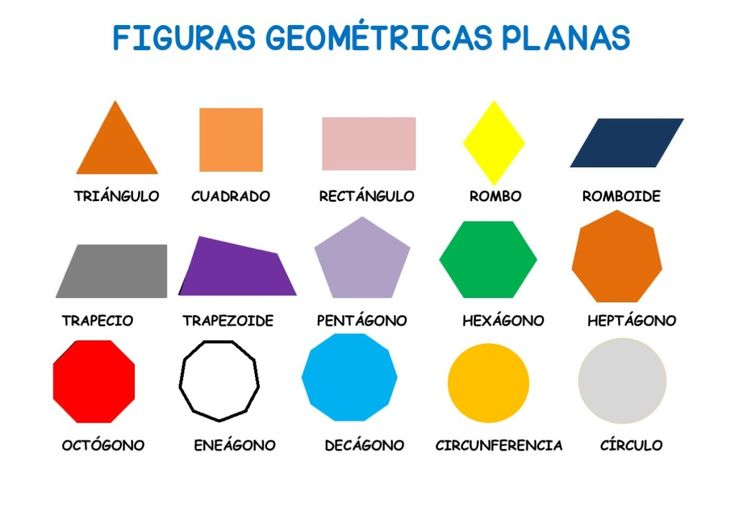 FIGURAS GEOMÉTRICAS PLANAS
TRIÁNGULO CUADRADO RECTÁNGULO ROMBO ROMBOIDE
TRAPECIO TRAPEZOIDE PENTÁGONO HEXÁGONO HEPTÁGONO
OCTÓGONO ENEÁGONO DECÁGONO CIRCUNFERENCIA CÍRCULO